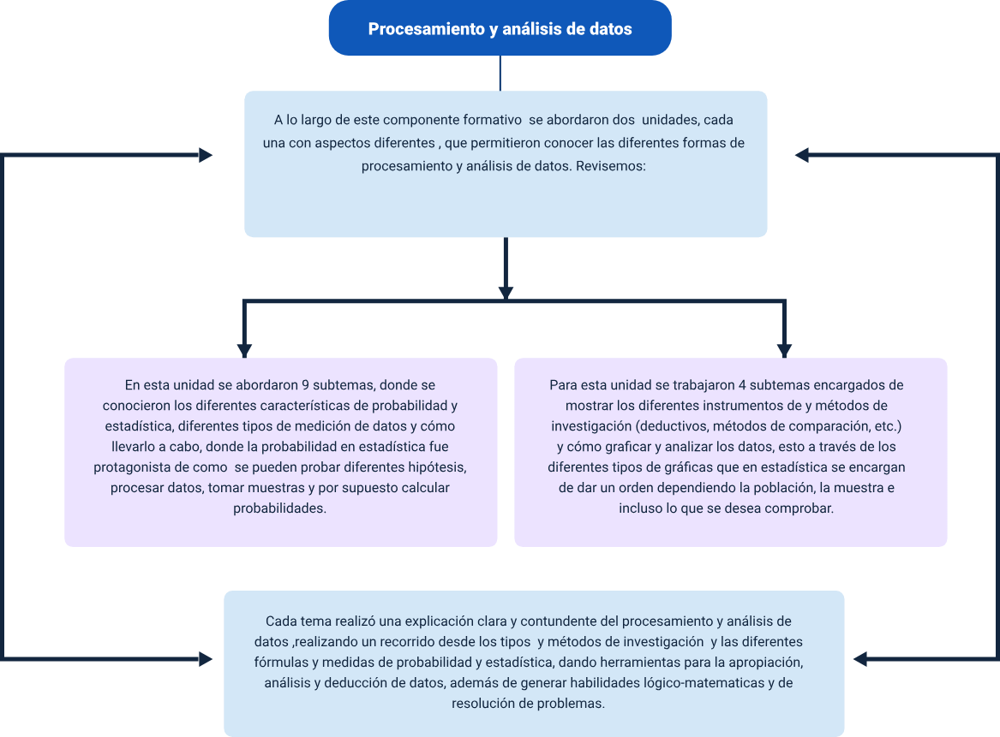 Procesamiento y análisis de datos
A lo largo de este componente formativo  se abordaron dos  unidades, cada
una con aspectos diferentes , que permitieron conocer las diferentes formas de
procesamiento y análisis de datos. Revisemos:
En esta unidad se abordaron 9 subtemas, donde se
conocieron los diferentes características de probabilidad y
estadística, diferentes tipos de medición de datos y cómo
llevarlo a cabo, donde la probabilidad en estadística fue
protagonista de como  se pueden probar diferentes hipótesis,
procesar datos, tomar muestras y por supuesto calcular
probabilidades.
Para esta unidad se trabajaron 4 subtemas encargados de
mostrar los diferentes instrumentos de y métodos de
investigación (deductivos, métodos de comparación, etc.)
y cómo graficar y analizar los datos, esto a través de los
diferentes tipos de gráficas que en estadística se encargan
de dar un orden dependiendo la población, la muestra e
incluso lo que se desea comprobar.
Cada tema realizó una explicación clara y contundente del procesamiento y análisis de
datos ,realizando un recorrido desde los tipos  y métodos de investigación  y las diferentes
fórmulas y medidas de probabilidad y estadística, dando herramientas para la apropiación,
análisis y deducción de datos, además de generar habilidades lógico-matematicas y de
resolución de problemas.